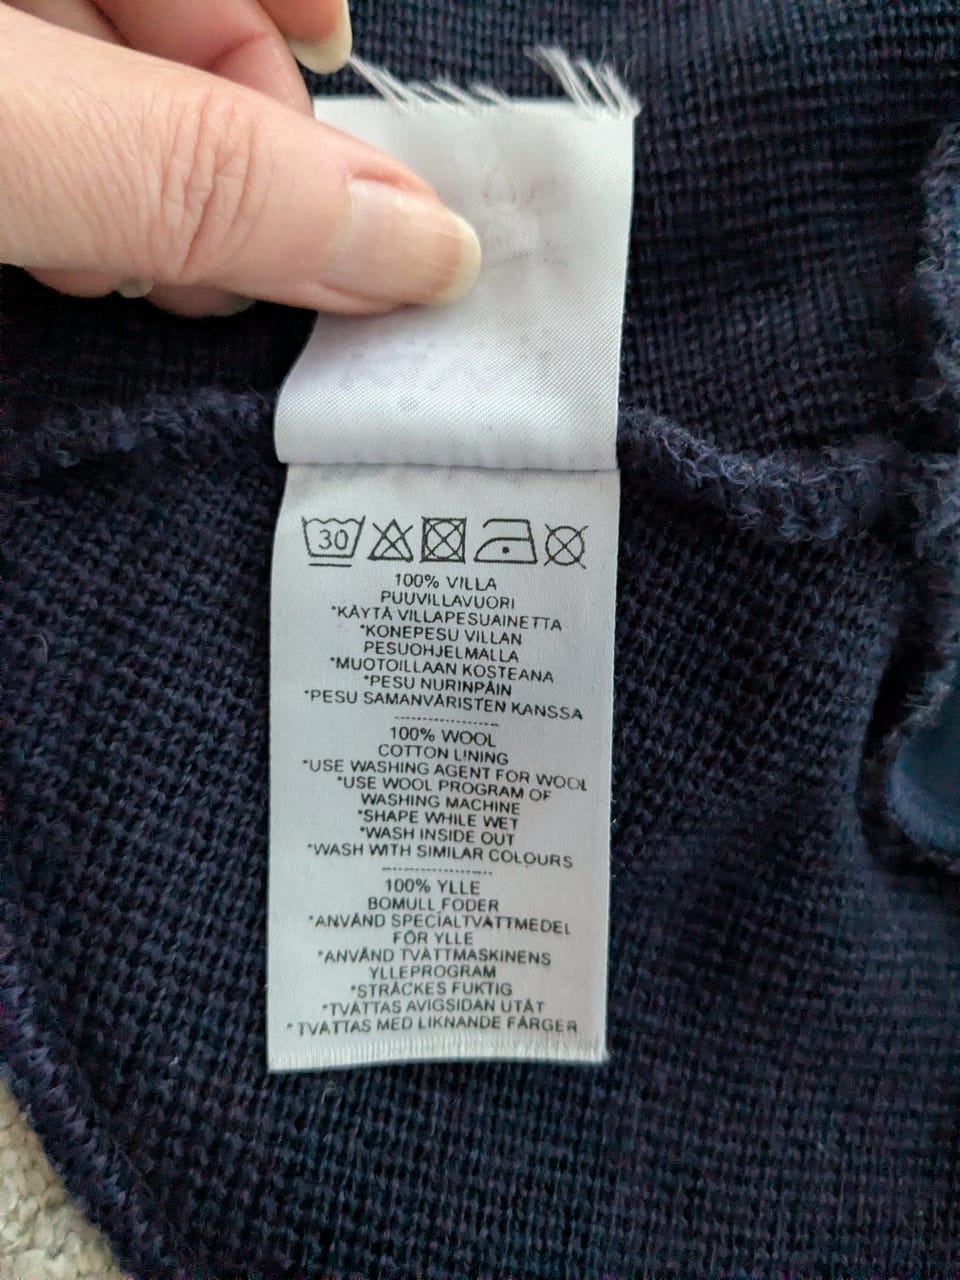 30
100% VILLA
PUUVILLAVUORI
*KÄYTÄ VILLAPESUAINETTA
*KONEPESU VILLAN
PESUOHJELMALLA
*MUOTOILLAAN KOSTEANA
*PESU NURINPÄIN
*PESU SAMANVÄRISTEN KANSSA
100% WOOL
COTTON LINING
*USE WASHING AGENT FOR WOOL
*USE WOOL PROGRAM OF
WASHING MACHINE
*SHAPE WHILE WET
*WASH INSIDE OUT
*WASH WITH SIMILAR COLOURS
100% YLLE
BOMULL FODER
*ANVÄND SPECIALTVÄTTMEDEL
FÖR YLLE
*ANVÄND TVÄTTMASKINENS
YLLEPROGRAM
*STRÄCKES FUKTIG
*TVÄTTAS AVIGSIDAN UTÅT
*TVÄTTAS MED LIKNANDE FÄRGER